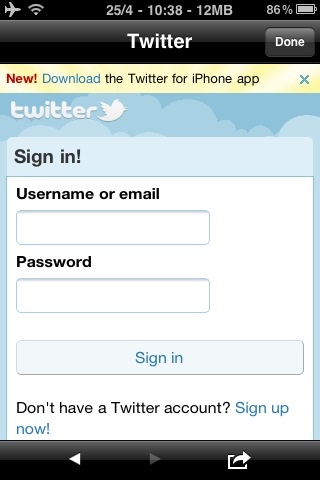 25/4 - 10:38 - 12MB 86%
Twitter Done
New! Download the Twitter for iPhone app
twitter
Sign in!
Username or email
Password
Sign in
Don't have a Twitter account? Sign up
now!